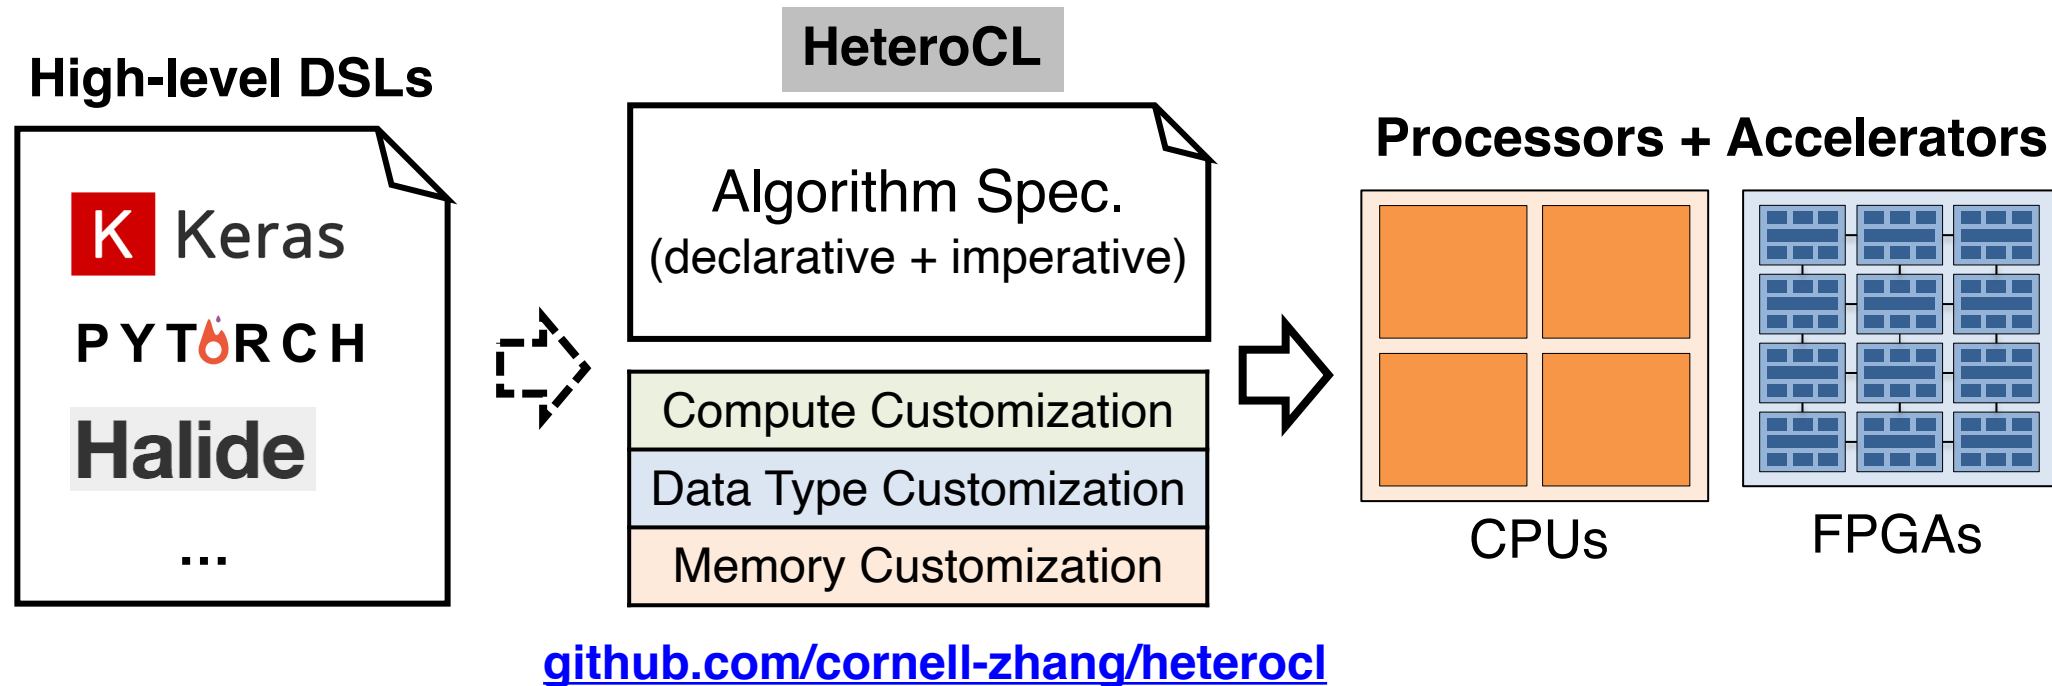 High-level DSLs
K Keras
PYTORCH
Halide
...
HeteroCL
Algorithm Spec.
(declarative + imperative)
Compute Customization
Data Type Customization
Memory Customization
github.com/cornell-zhang/heterocl
Processors + Accelerators
CPUs
FPGAs